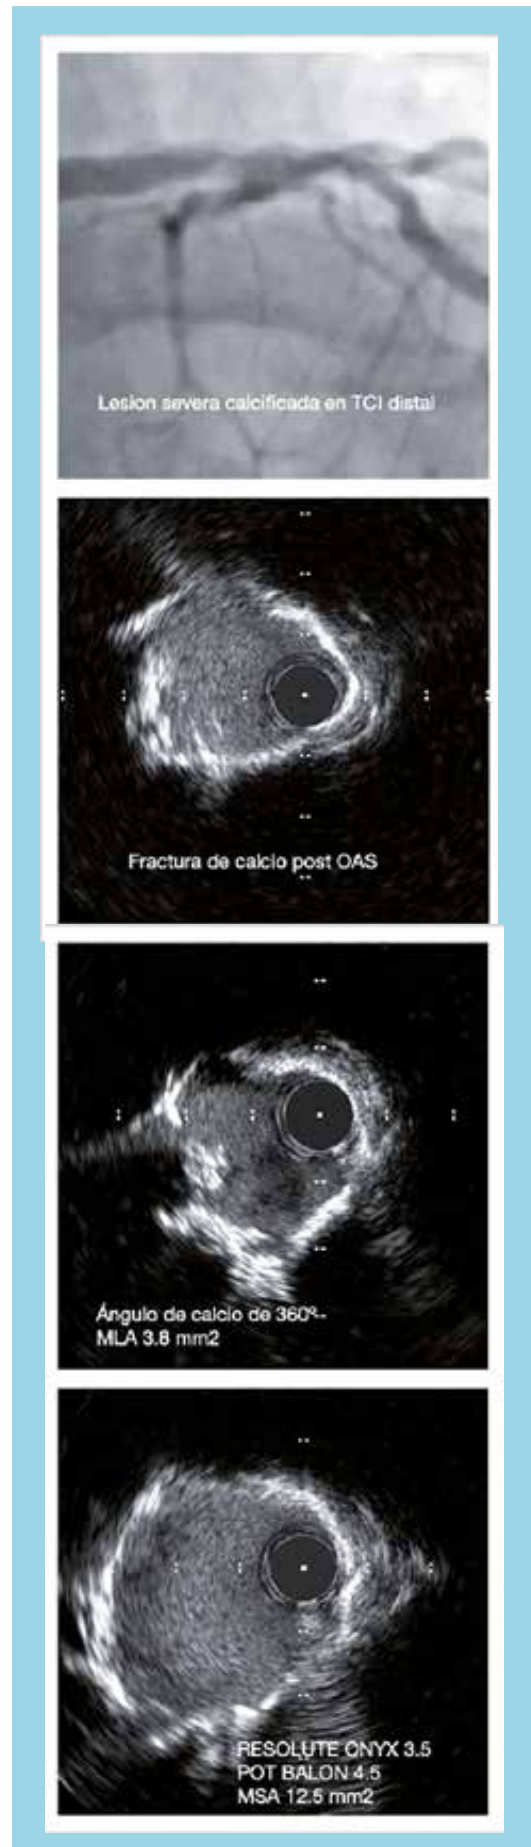 Lesion severa calcificada en TCI distal
Fractura de calcio post OAS
Ángulo de calcio de 360º
MLA 3.8 mm2
RESOLUTE ONYX 3.5
POT BALON 4.5
MSA 12.5 mm2